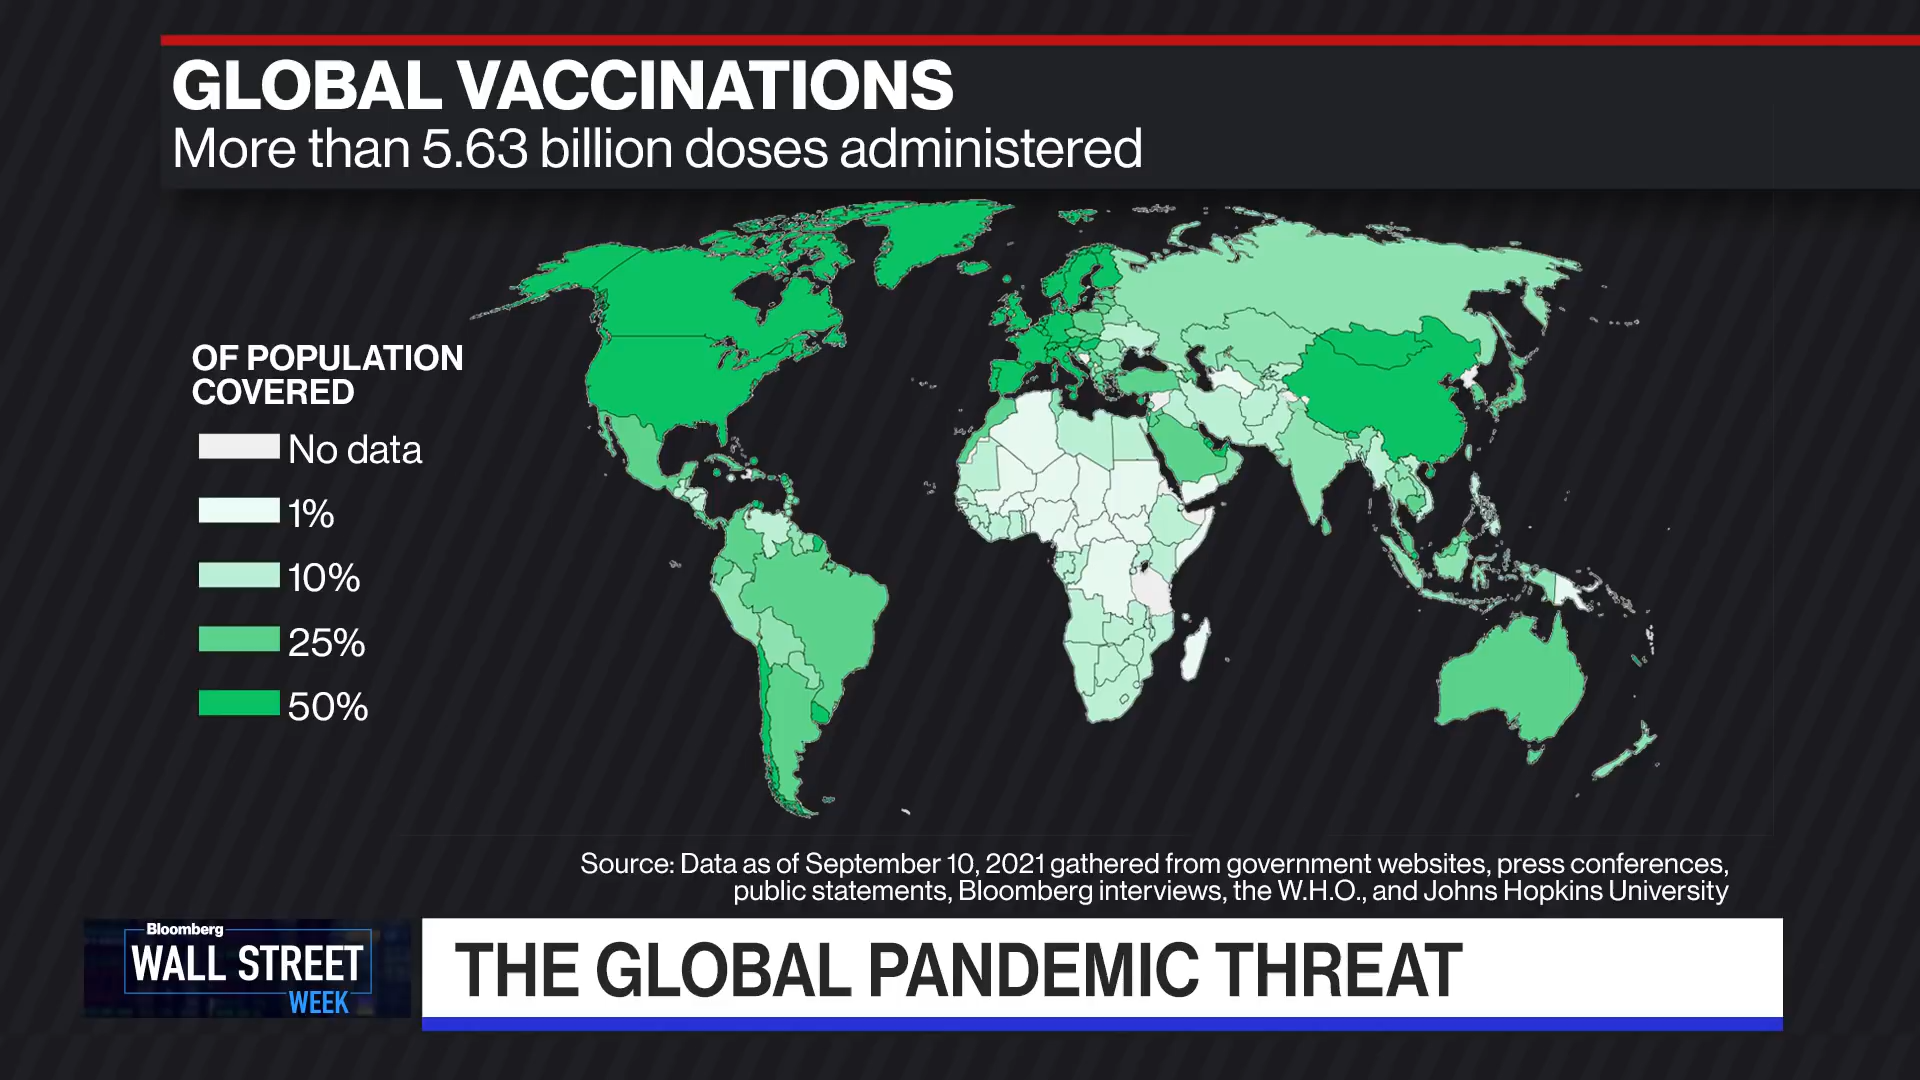 GLOBAL VACCINATIONS
More than 5.63 billion doses administered
OF POPULATION
COVERED
No data
1%
10%
25%
50%
Source: Data as of September 10, 2021 gathered from government websites, press conferences,
public statements, Bloomberg interviews, the W.H.O., and Johns Hopkins University
Bloomberg
WALL STREET
WEEK
THE GLOBAL PANDEMIC THREAT